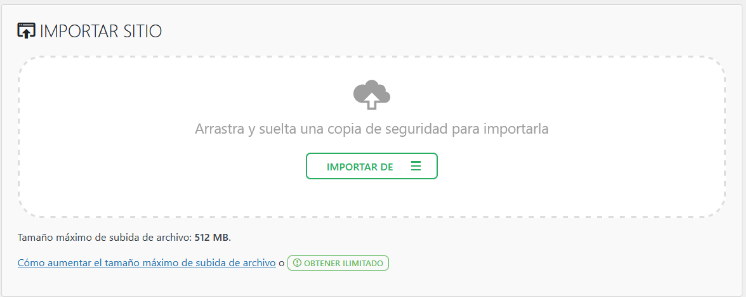 IMPORTAR SITIO
Arrastra y suelta una copia de seguridad para importarla
IMPORTAR DE
Tamaño máximo de subida de archivo: 512 MB.
Cómo aumentar el tamaño máximo de subida de archivo o OBTENER ILIMITADO